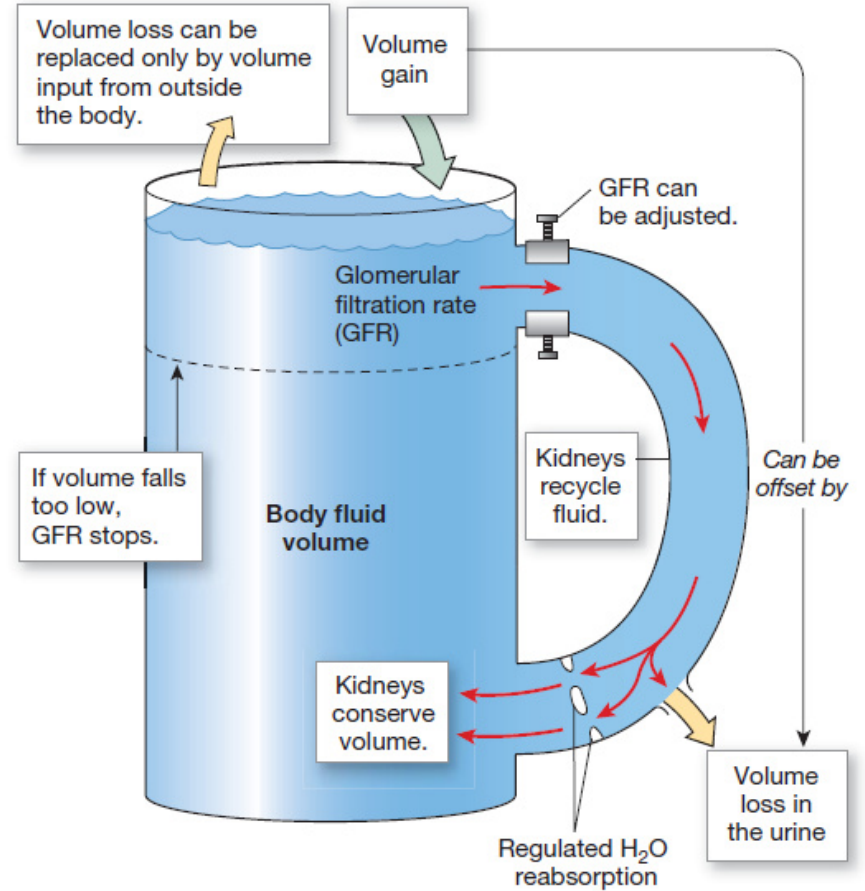 Volume loss can be
replaced only by volume
input from outside
the body.
Volume
gain
GFR can
be adjusted.
Glomerular
filtration rate
(GFR)
If volume falls
too low,
GFR stops.
Body fluid
volume
Kidneys
recycle
fluid.
Can be
offset by
Kidneys
conserve
volume.
Volume
loss in
the urine
Regulated H₂O
reabsorption